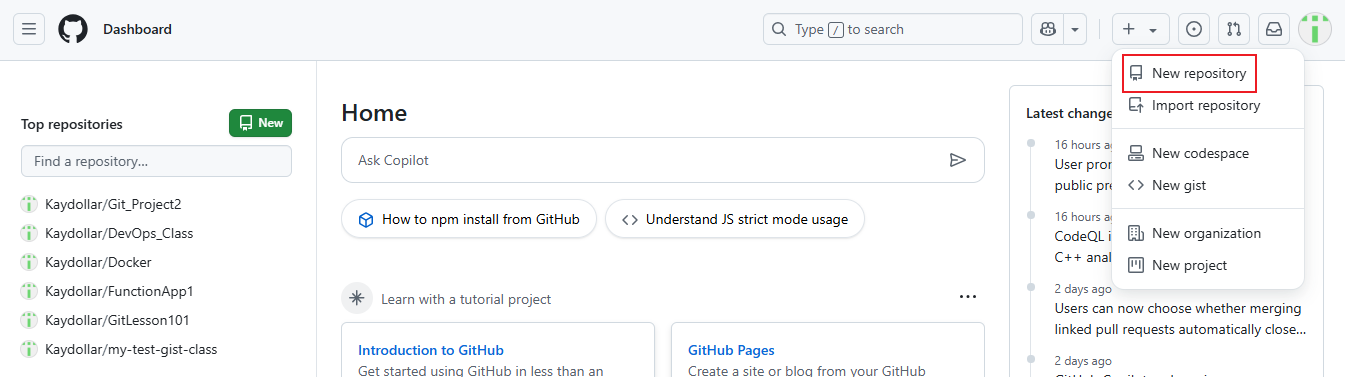 Dashboard
Type / to search
New repository
Import repository
New codespace
New gist
New organization
New project
Top repositories
New
Find a repository...
Kaydollar/Git_Project2
Kaydollar/DevOps_Class
Kaydollar/Docker
Kaydollar/FunctionApp1
Kaydollar/GitLesson101
Kaydollar/my-test-gist-class
Home
Ask Copilot
How to npm install from GitHub
Understand JS strict mode usage
Learn with a tutorial project
Introduction to GitHub
Get started using GitHub in less than an
GitHub Pages
Create a site or blog from your GitHub
Latest change
16 hours a
User pro
public pre
16 hours a
CodeQL i
C++ anal
2 days ago
Users can now choose whether merging
linked pull requests automatically close...
2 days ago